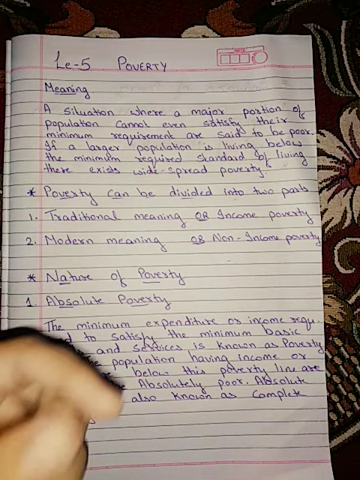 Le-5 POVERTY
Meaning
A situation where a major portion of
population cannot even satisfy their
minimum requirement are said to be poor.
If a larger population is living below
the minimum required standard of living
there exists wide-spread poverty.
* Poverty can be divided into two parts
1. Traditional meaning OR Income poverty
2. Modern meaning OR Non-Income poverty
* Nature of Poverty
1. Absolute Poverty
The minimum expenditure or income requ-
ed to satisfy the minimum basic
and services is known as Poverty
population having income or
below this poverty line are
Absolutely poor. Absolute
also known as complete